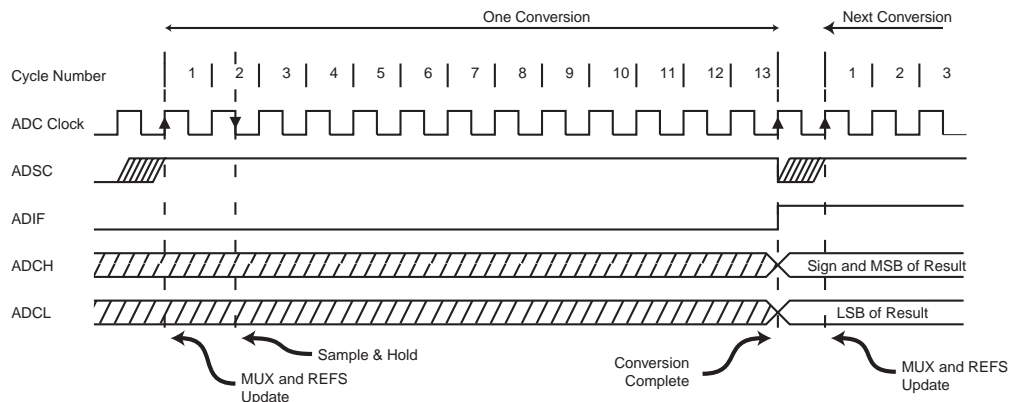 One Conversion
Next Conversion
Cycle Number
1 2 3 4 5 6 7 8 9 10 11 12 13 1 2 3
ADC Clock
ADSC
ADIF
ADCH
Sign and MSB of Result
ADCL
LSB of Result
Sample & Hold
MUX and REFS
Update
Conversion
Complete
MUX and REFS
Update